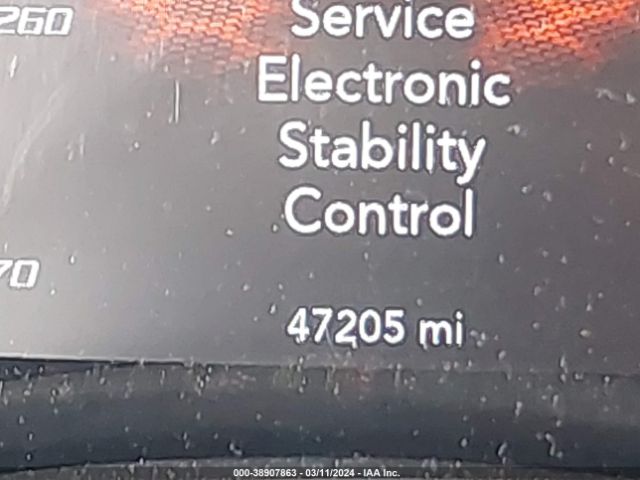 260
Service
Electronic
Stability
Control
70
47205 mi
000-38907863 - 03/11/2024 - IAA Inc.